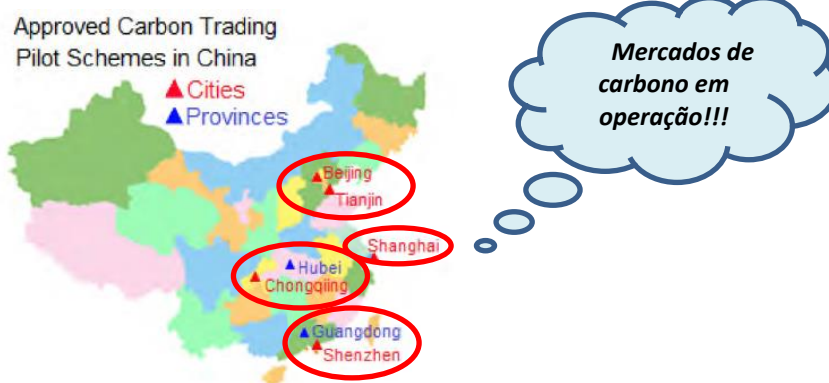 Approved Carbon Trading
Pilot Schemes in China
Cities
Provinces
Mercados de
carbono em
operação!!!
Beijing
Tianjin
Shanghai
Hubei
Chongqiing
Guangdong
Shenzhen